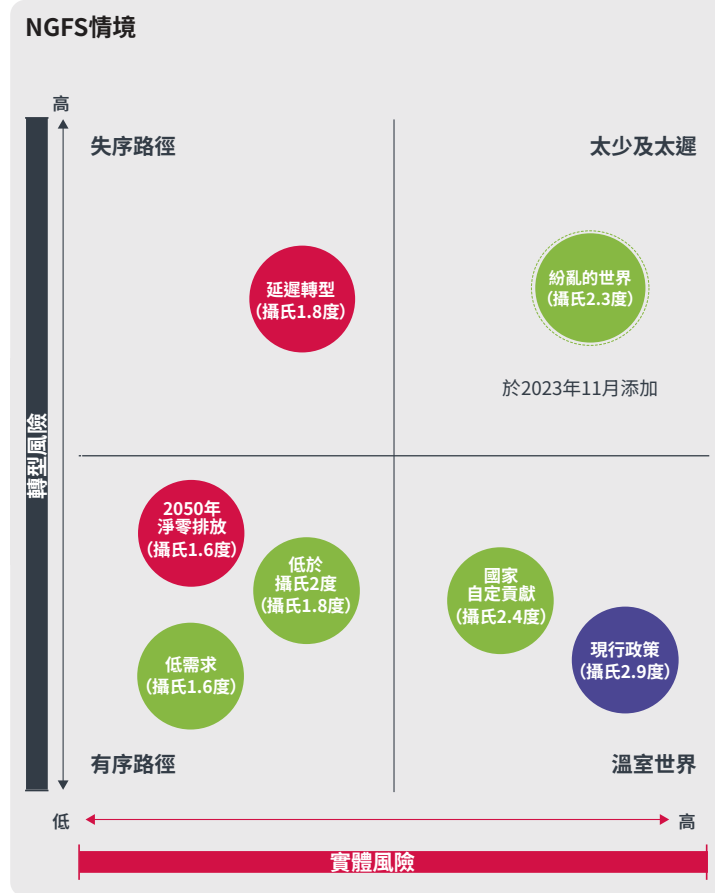 NGFS情境
高
失序路徑
太少及太遲
延遲轉型
（攝氏1.8度）
紛亂的世界
（攝氏2.3度）
於2023年11月添加
轉型風險
2050年
淨零排放
（攝氏1.6度）
低於
攝氏2度
（攝氏1.8度）
國家
自定貢獻
（攝氏2.4度）
低需求
（攝氏1.6度）
現行政策
（攝氏2.9度）
有序路徑
溫室世界
低
高
實體風險